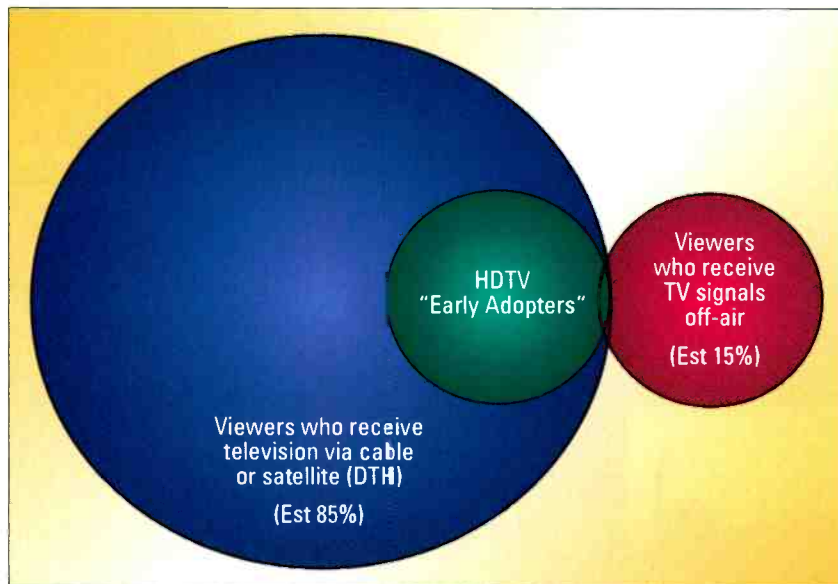 HDTV
"Early Adopters"
Viewers
who receive
TV signals
off-air
(Est 15%)
Viewers who receive
television via cable
or satellite (DTH)
(Est 85%)